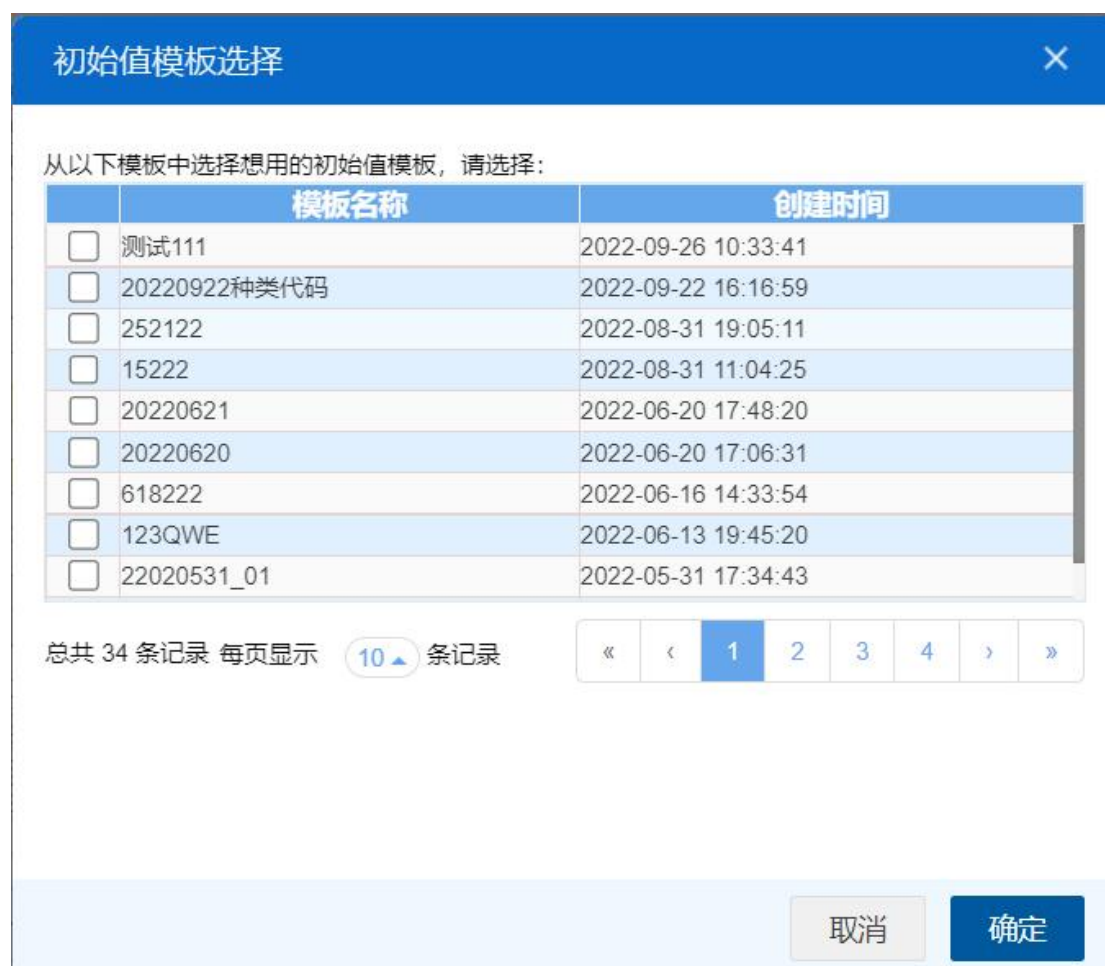 初始值模板选择 ×
从以下模板中选择想用的初始值模板，请选择：
模板名称 创建时间
测试111 2022-09-26 10:33:41
20220922种类代码 2022-09-22 16:16:59
252122 2022-08-31 19:05:11
15222 2022-08-31 11:04:25
20220621 2022-06-20 17:48:20
20220620 2022-06-20 17:06:31
618222 2022-06-16 14:33:54
123QWE 2022-06-13 19:45:20
22020531_01 2022-05-31 17:34:43
总共 34 条记录 每页显示 10 条记录 « ‹ 1 2 3 4 › »
取消 确定